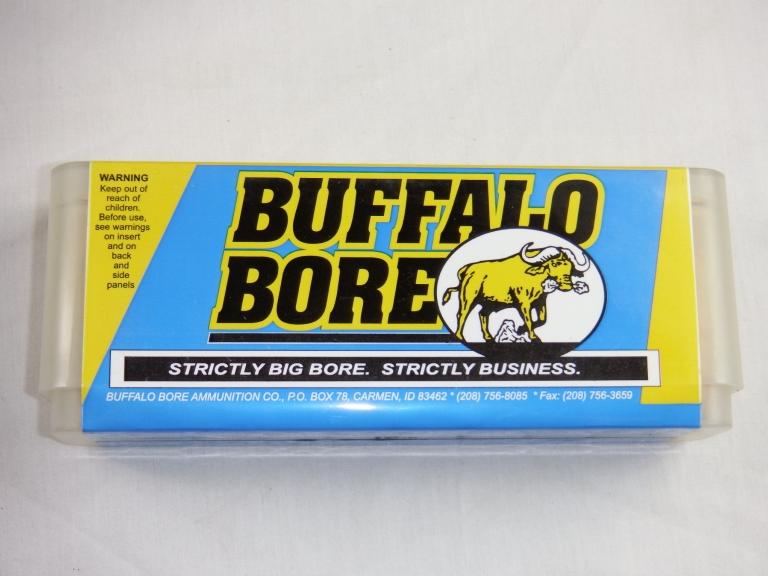 WARNING
Keep out of
reach of
children.
Before use,
see warnings
on insert
and on
back
and
side
panels
BUFFALO
BORE
STRICTLY BIG BORE. STRICTLY BUSINESS.
BUFFALO BORE AMMUNITION CO., P.O. BOX 78, CARMEN, ID 83462 * (208) 756-8085 * Fax: (208) 756-3659